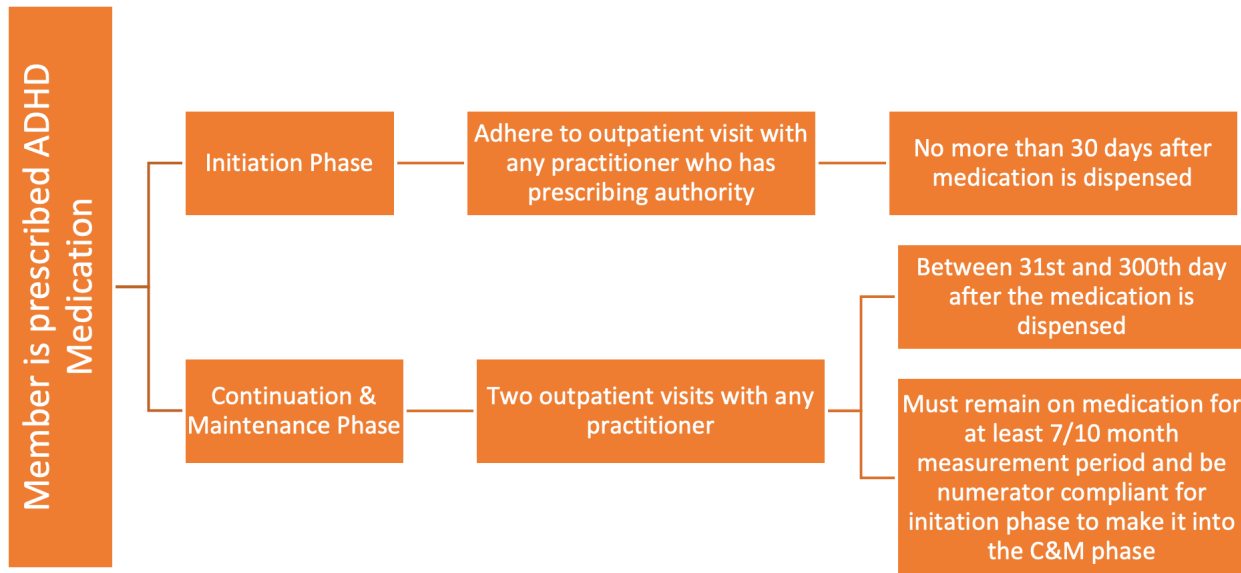 Member is prescribed ADHD
Medication
Initiation Phase
Adhere to outpatient visit with
any practitioner who has
prescribing authority
No more than 30 days after
medication is dispensed
Continuation &
Maintenance Phase
Two outpatient visits with any
practitioner
Between 31st and 300th day
after the medication is
dispensed
Must remain on medication for
at least 7/10 month
measurement period and be
numerator compliant for
initation phase to make it into
the C&M phase